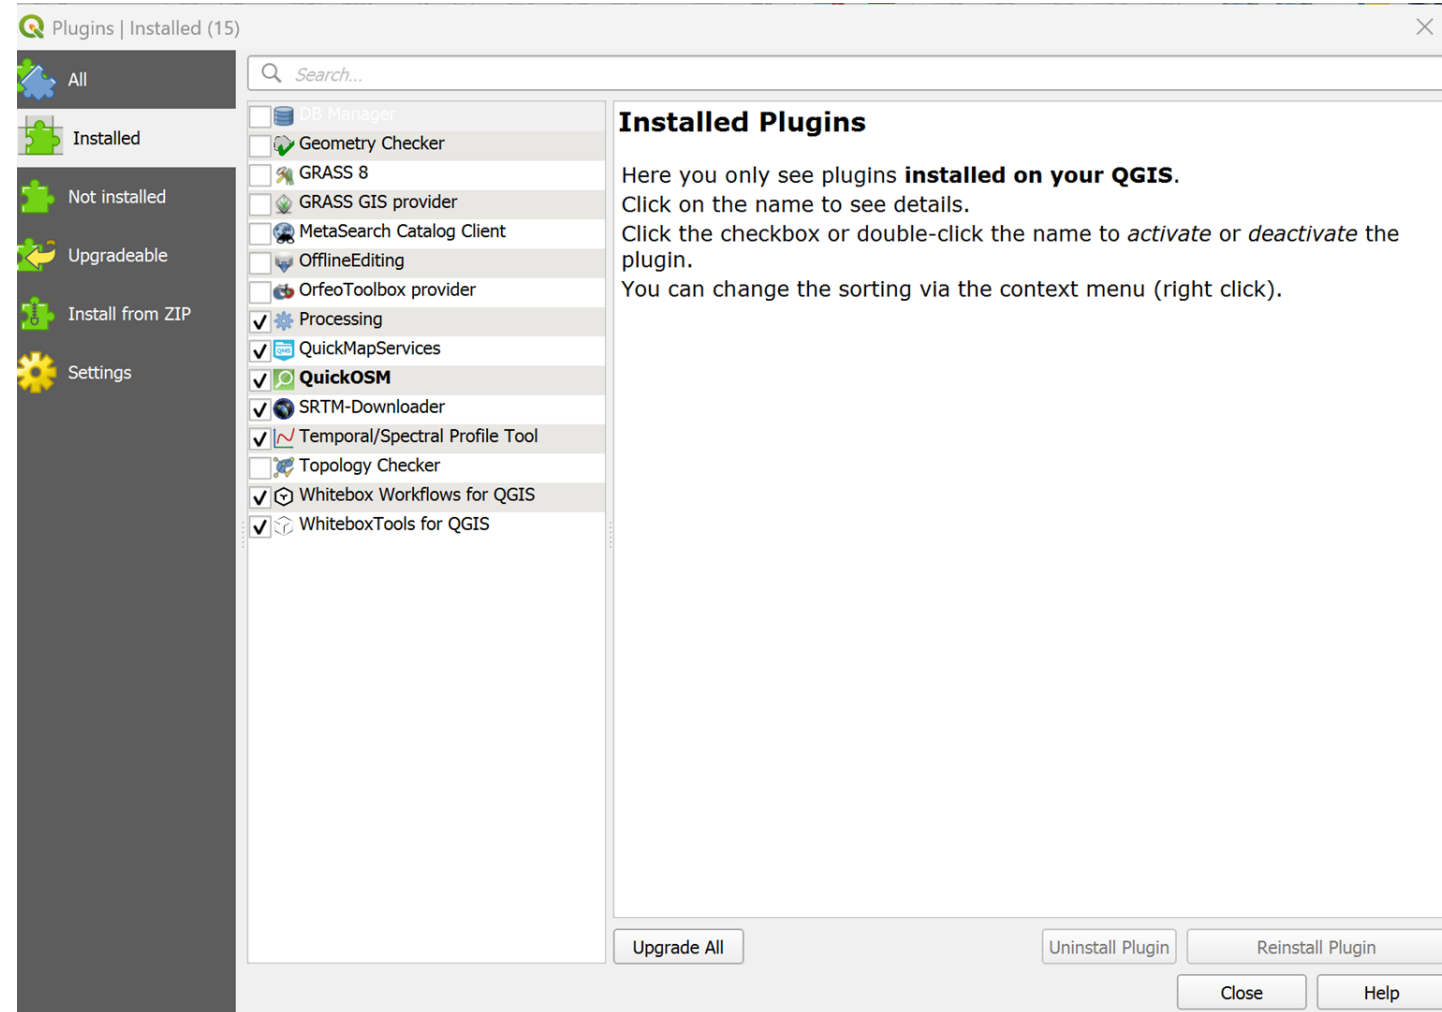 Plugins | Installed (15)
All
Installed
Not installed
Upgradeable
Install from ZIP
Settings
Search...
DB Manager
Geometry Checker
GRASS 8
GRASS GIS provider
MetaSearch Catalog Client
OfflineEditing
OrfeoToolbox provider
Processing
QuickMapServices
QuickOSM
SRTM-Downloader
Temporal/Spectral Profile Tool
Topology Checker
Whitebox Workflows for QGIS
WhiteboxTools for QGIS
Installed Plugins
Here you only see plugins installed on your QGIS.
Click on the name to see details.
Click the checkbox or double-click the name to activate or deactivate the
plugin.
You can change the sorting via the context menu (right click).
Upgrade All
Uninstall Plugin
Reinstall Plugin
Close
Help